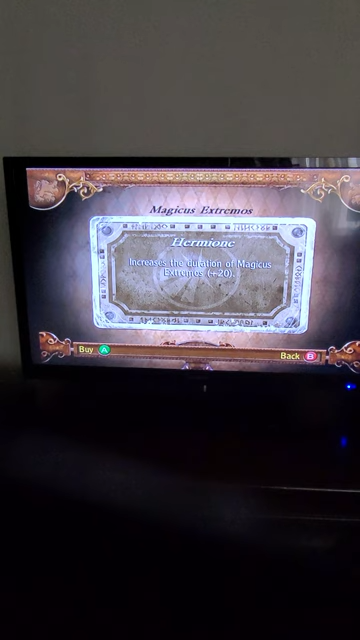 Magicus Extremos
Hermione
Increases the duration of Magicus
Extremos (+20).
Buy A
Back B